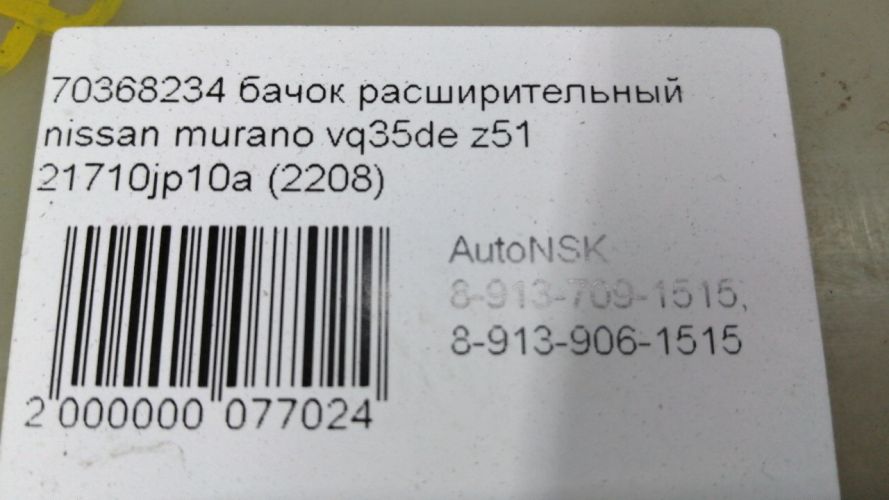 70368234 бачок расширительный
nissan murano vq35de z51
21710jp10a (2208)
AutoNSK
8-913-709-1515,
8-913-906-1515
2 000000 077024